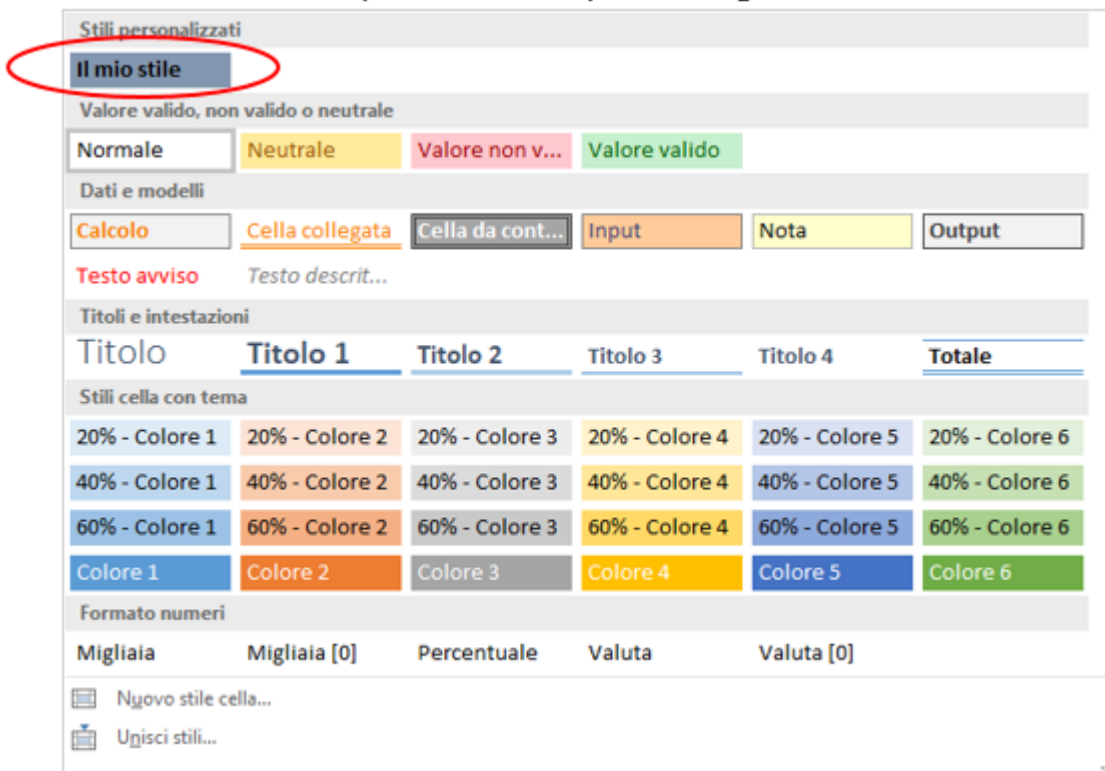 Stili personalizzati
Il mio stile
Valore valido, non valido o neutrale
Normale Neutrale Valore non v... Valore valido
Dati e modelli
Calcolo Cella collegata Cella da cont... Input Nota Output
Testo avviso Testo descrit...
Titoli e intestazioni
Titolo Titolo 1 Titolo 2 Titolo 3 Titolo 4 Totale
Stili cella con tema
20% - Colore 1 20% - Colore 2 20% - Colore 3 20% - Colore 4 20% - Colore 5 20% - Colore 6
40% - Colore 1 40% - Colore 2 40% - Colore 3 40% - Colore 4 40% - Colore 5 40% - Colore 6
60% - Colore 1 60% - Colore 2 60% - Colore 3 60% - Colore 4 60% - Colore 5 60% - Colore 6
Colore 1 Colore 2 Colore 3 Colore 4 Colore 5 Colore 6
Formato numeri
Migliaia Migliaia [0] Percentuale Valuta Valuta [0]
Nuovo stile cella...
Unisci stili...